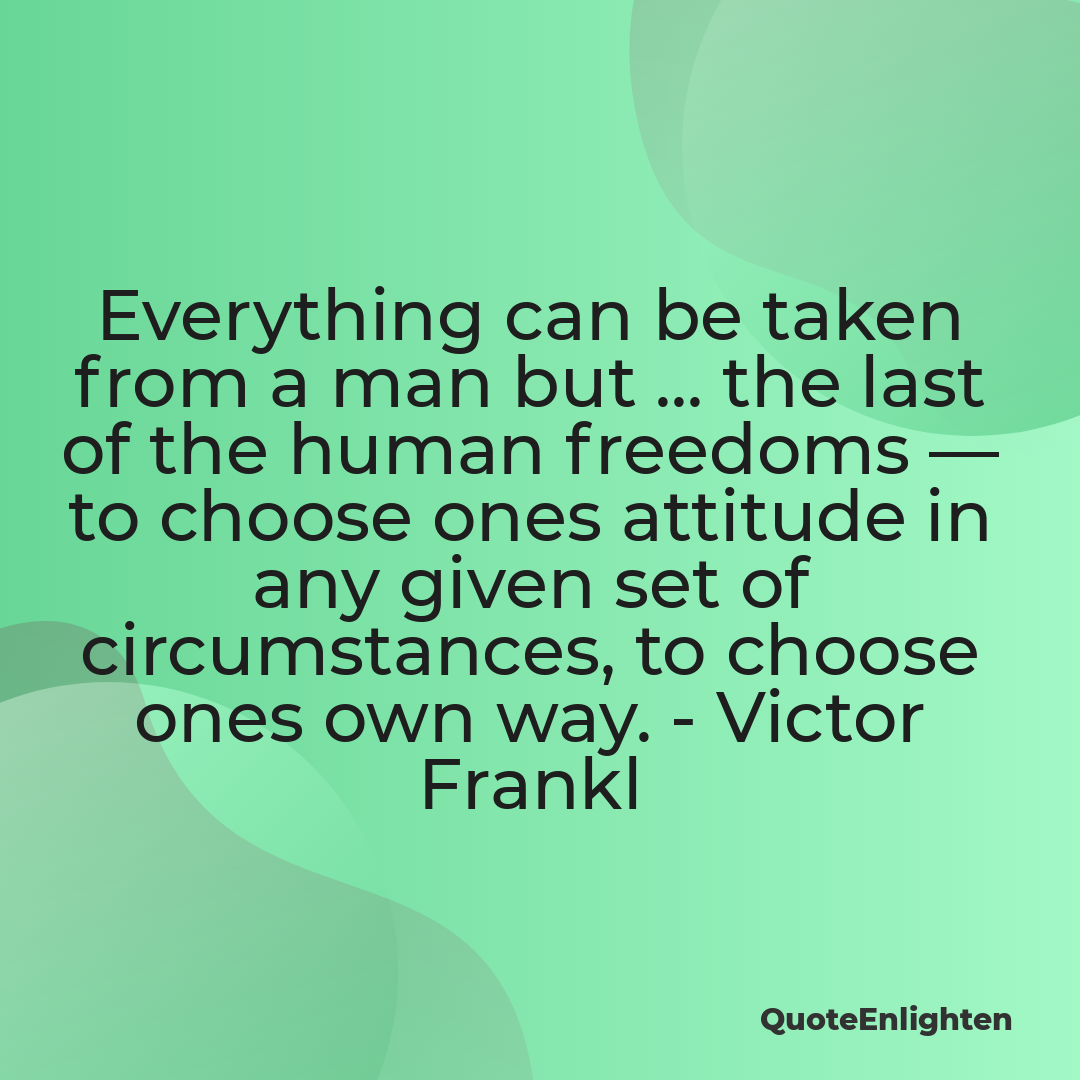 Everything can be taken
from a man but ... the last
of the human freedoms —
to choose ones attitude in
any given set of
circumstances, to choose
ones own way. - Victor
Frankl
QuoteEnlighten